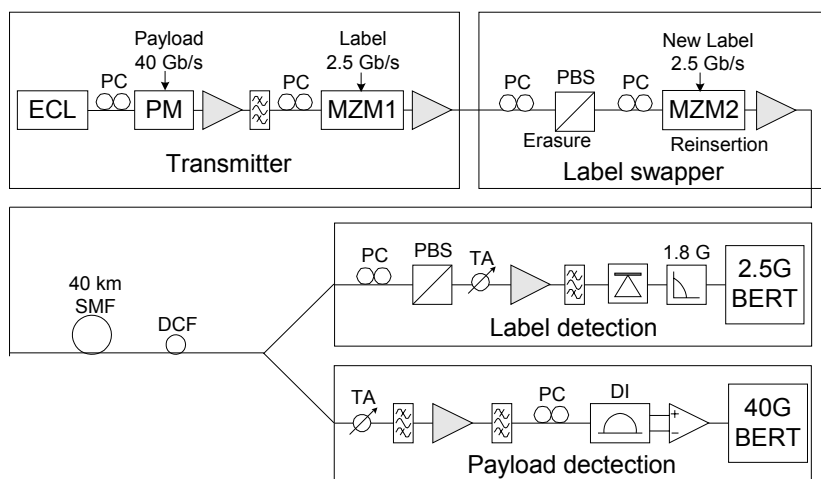 Payload
40 Gb/s
Label
2.5 Gb/s
PC
PC
ECL
PM
MZM1
Transmitter
New Label
2.5 Gb/s
PC
PBS
PC
MZM2
Erasure
Reinsertion
Label swapper
40 km
SMF
DCF
PC
PBS
TA
1.8 G
2.5G
BERT
Label detection
TA
PC
DI
+
−
40G
BERT
Payload dectection